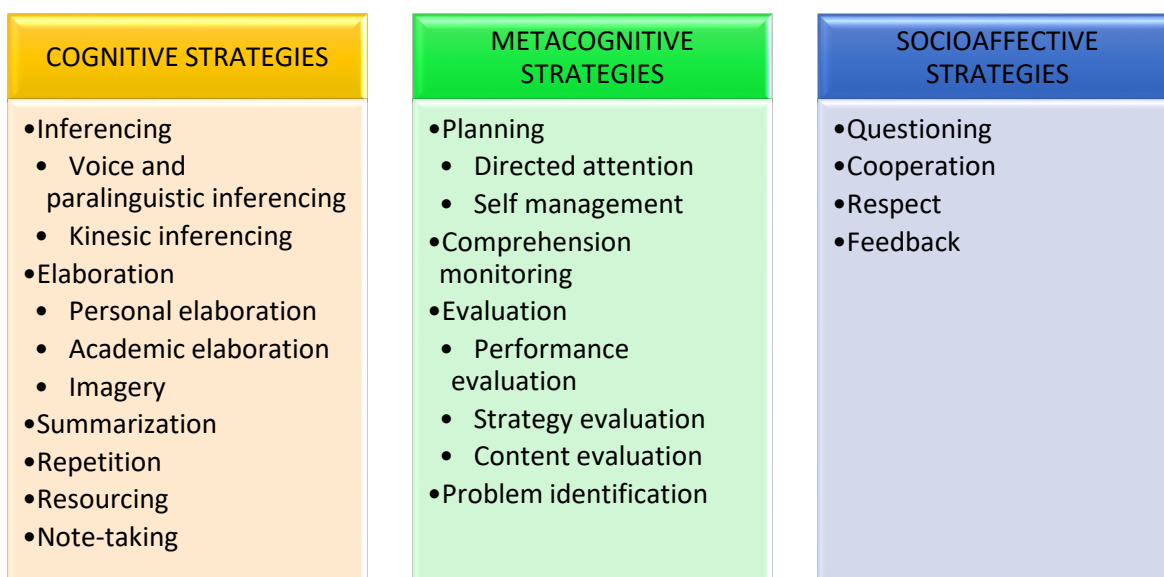 COGNITIVE STRATEGIES
•Inferencing
• Voice and
paralinguistic inferencing
• Kinesic inferencing
•Elaboration
• Personal elaboration
• Academic elaboration
• Imagery
•Summarization
•Repetition
•Resourcing
•Note-taking
METACOGNITIVE
STRATEGIES
•Planning
• Directed attention
• Self management
•Comprehension
monitoring
•Evaluation
• Performance
evaluation
• Strategy evaluation
• Content evaluation
•Problem identification
SOCIOAFFECTIVE
STRATEGIES
•Questioning
•Cooperation
•Respect
•Feedback